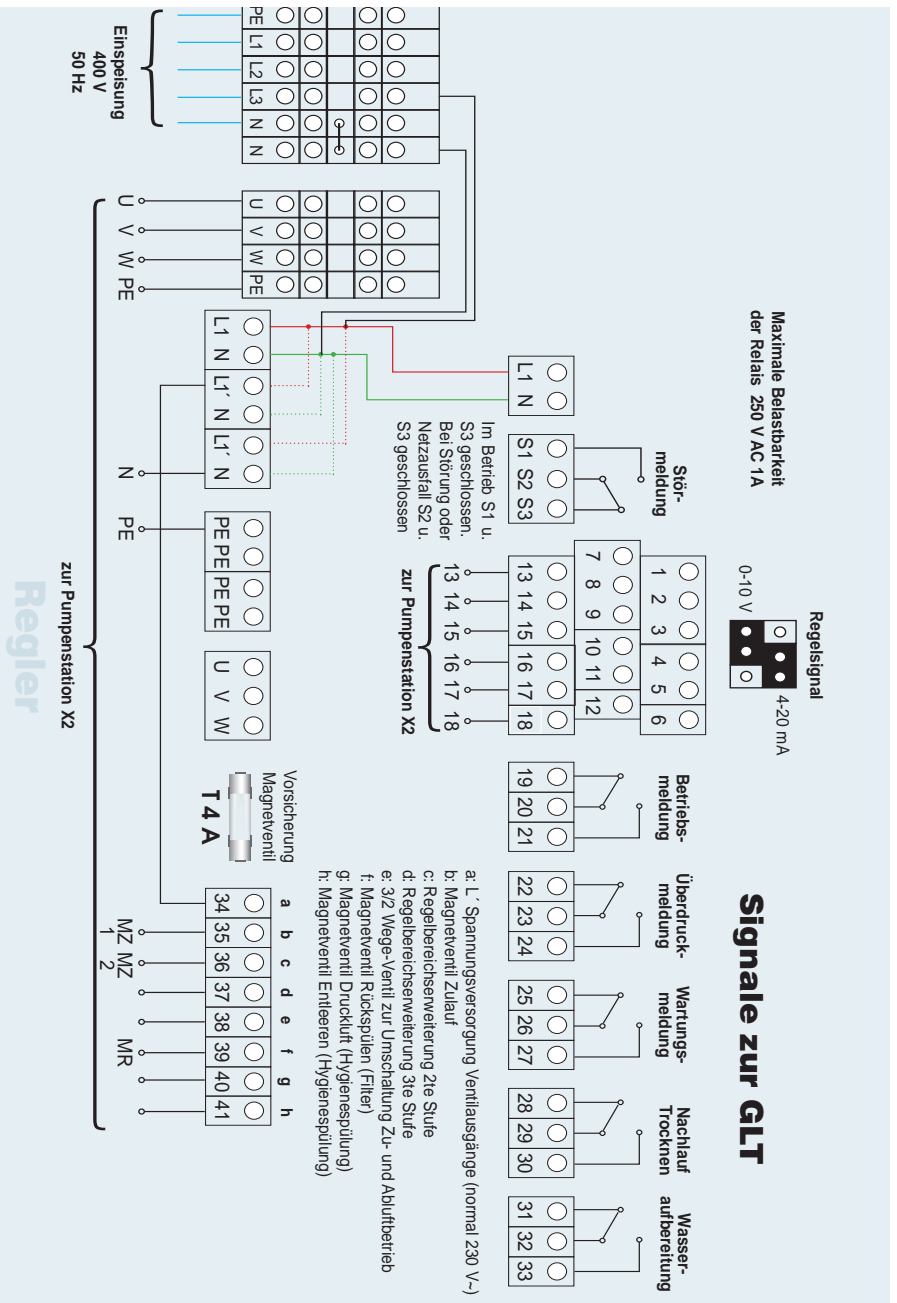 Signale zur GLT
Maximale Belastbarkeit
der Relais 250 V AC 1A
Regelsignal
0-10 V
4-20 mA
Stör-
meldung
Betriebs-
meldung
Überdruck-
meldung
Wartungs-
meldung
Nachlauf
Trocknen
Wasser-
aufbereitung
1 2 3 4 5 6
7 8 9 10 11 12
L1 N
S1 S2 S3
13 14 15 16 17 18
19 20 21
22 23 24
25 26 27
28 29 30
31 32 33
13 14 15 16 17 18
zur Pumpenstation X2
Im Betrieb S1 u.
S3 geschlossen.
Bei Störung oder
Netzausfall S2 u.
S3 geschlossen
a: L´ Spannungsversorgung Ventilausgänge (normal 230 V~)
b: Magnetventil Zulauf
c: Regelbereichserweiterung 2te Stufe
d: Regelbereichserweiterung 3te Stufe
e: 3/2 Wege-Ventil zur Umschaltung Zu- und Abluftbetrieb
f: Magnetventil Rückspülen (Filter)
g: Magnetventil Druckluft (Hygienespülung)
h: Magnetventil Entleeren (Hygienespülung)
Vorsicherung
Magnetventil
T 4 A
a b c d e f g h
PE L1 L2 L3 N N
U V W PE
L1 N L1´ N L1´ N
PE PE PE PE
U V W
34 35 36 37 38 39 40 41
Einspeisung
400 V
50 Hz
U V W PE
N
PE
MZ
1
MZ
2
MR
zur Pumpenstation X2
Regler